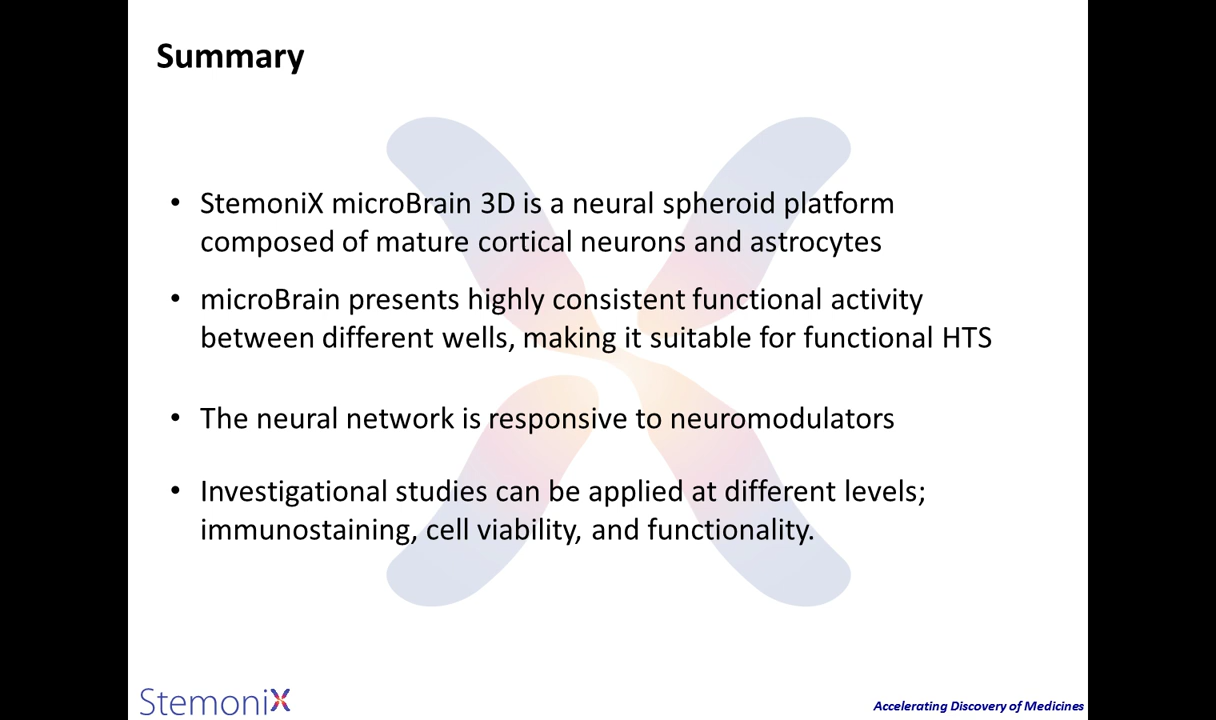 Summary
• StemoniX microBrain 3D is a neural spheroid platform
composed of mature cortical neurons and astrocytes
• microBrain presents highly consistent functional activity
between different wells, making it suitable for functional HTS
• The neural network is responsive to neuromodulators
• Investigational studies can be applied at different levels;
immunostaining, cell viability, and functionality.
StemoniX
Accelerating Discovery of Medicines